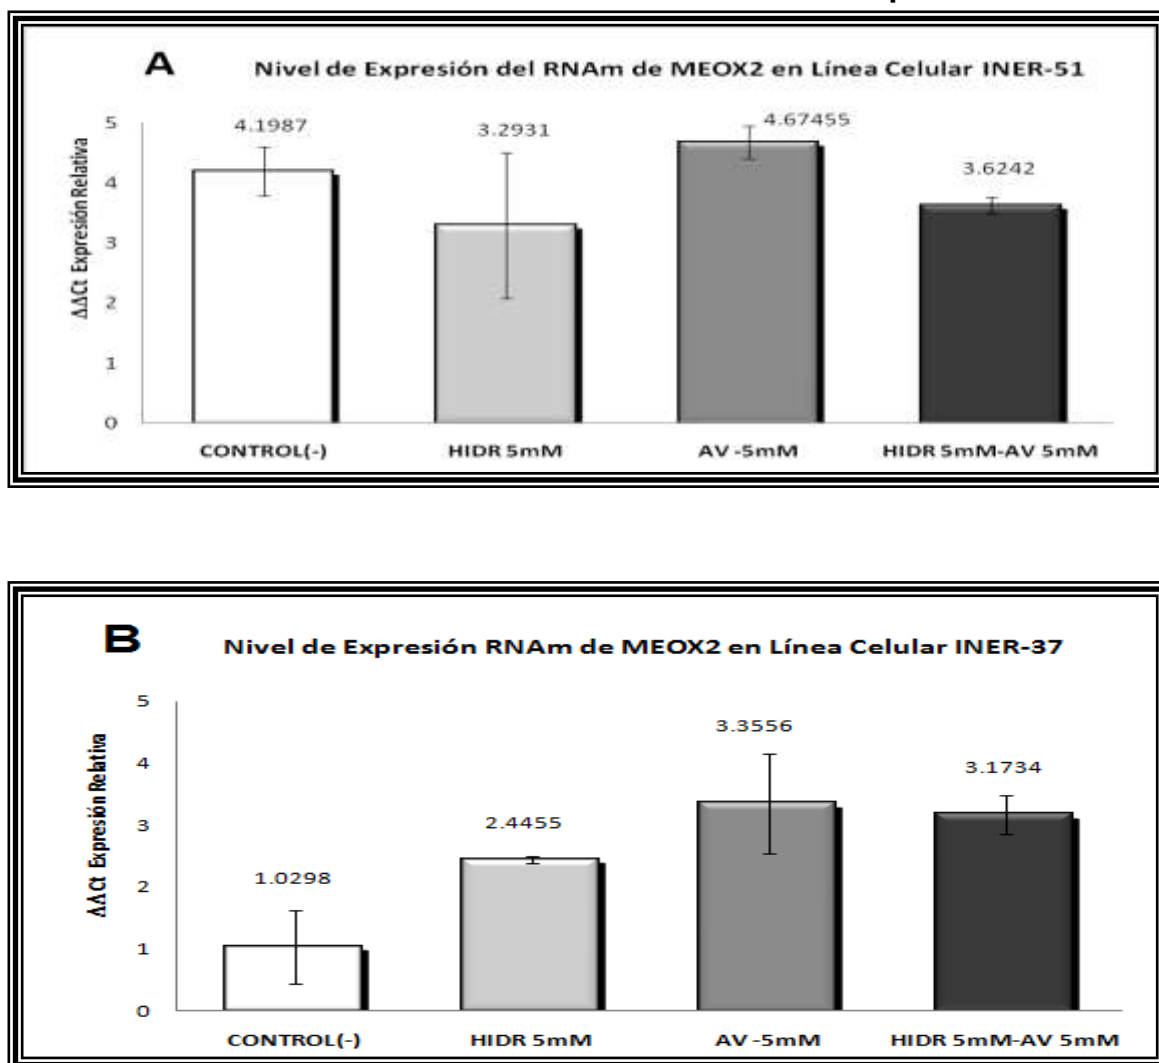 A
Nivel de Expresión del RNAm de MEOX2 en Línea Celular INER-51
ΔΔCt Expresión Relativa
5
4
3
2
1
0
4.1987
3.2931
4.67455
3.6242
CONTROL(-)
HIDR 5mM
AV -5mM
HIDR 5mM-AV 5mM
B
Nivel de Expresión RNAm de MEOX2 en Línea Celular INER-37
ΔΔCt Expresión Relativa
5
4
3
2
1
0
1.0298
2.4455
3.3556
3.1734
CONTROL(-)
HIDR 5mM
AV -5mM
HIDR 5mM-AV 5mM